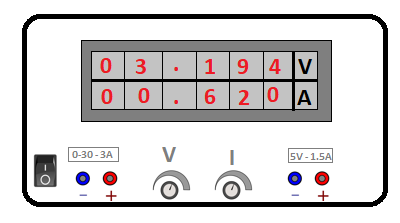 03.194 V
00.620 A
0-30 - 3A
V
I
5V - 1.5A
- +
- +